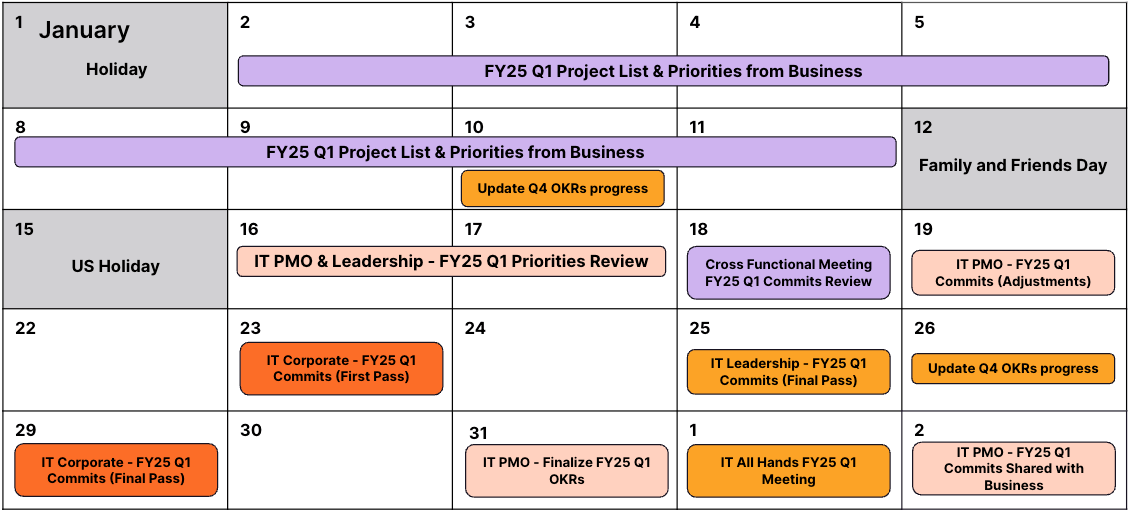 1 January
Holiday
2
3
4
5
FY25 Q1 Project List & Priorities from Business
8
9
10
11
12
FY25 Q1 Project List & Priorities from Business
Family and Friends Day
Update Q4 OKRs progress
15
US Holiday
16
17
18
19
IT PMO & Leadership - FY25 Q1 Priorities Review
Cross Functional Meeting
FY25 Q1 Commits Review
IT PMO - FY25 Q1
Commits (Adjustments)
22
23
24
25
26
IT Corporate - FY25 Q1
Commits (First Pass)
IT Leadership - FY25 Q1
Commits (Final Pass)
Update Q4 OKRs progress
29
30
31
1
2
IT Corporate - FY25 Q1
Commits (Final Pass)
IT PMO - Finalize FY25 Q1
OKRs
IT All Hands FY25 Q1
Meeting
IT PMO - FY25 Q1
Commits Shared with
Business